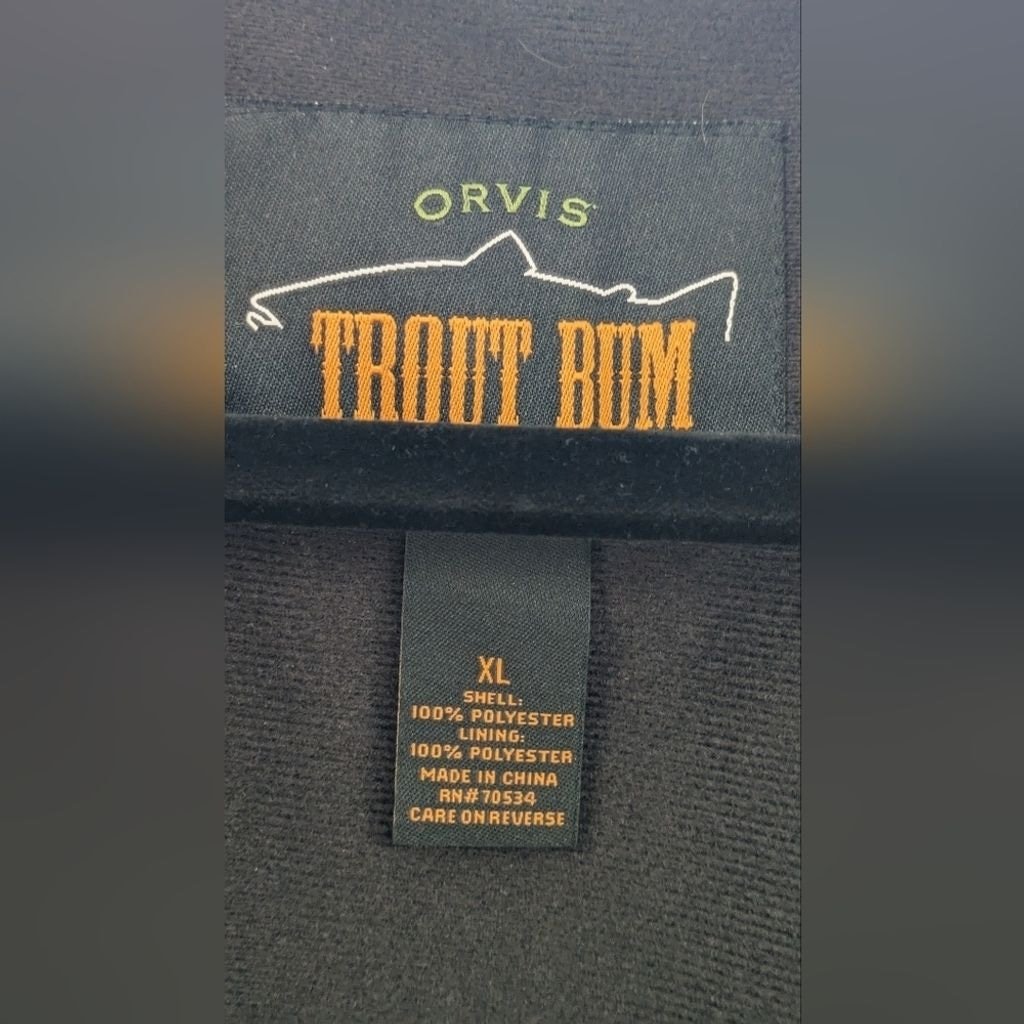 ORVIS
TROUT BUM
XL
SHELL:
100% POLYESTER
LINING:
100% POLYESTER
MADE IN CHINA
RN#70534
CARE ON REVERSE